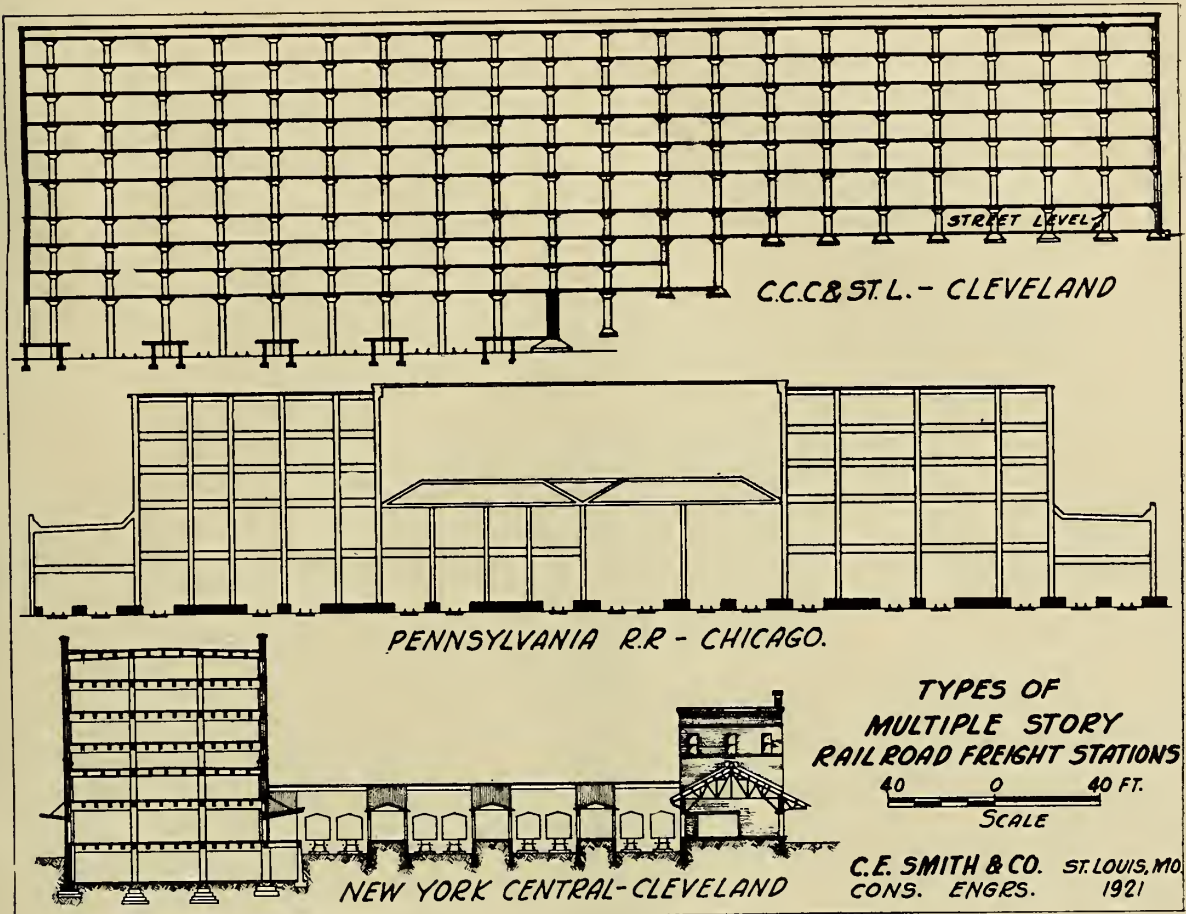 STREET LEVEL
C.C.C.& ST. L. - CLEVELAND
PENNSYLVANIA R.R - CHICAGO.
TYPES OF
MULTIPLE STORY
RAILROAD FREIGHT STATIONS
40 0 40 FT.
SCALE
NEW YORK CENTRAL-CLEVELAND
C.E. SMITH & CO. ST. LOUIS, MO.
CONS. ENGRS. 1921